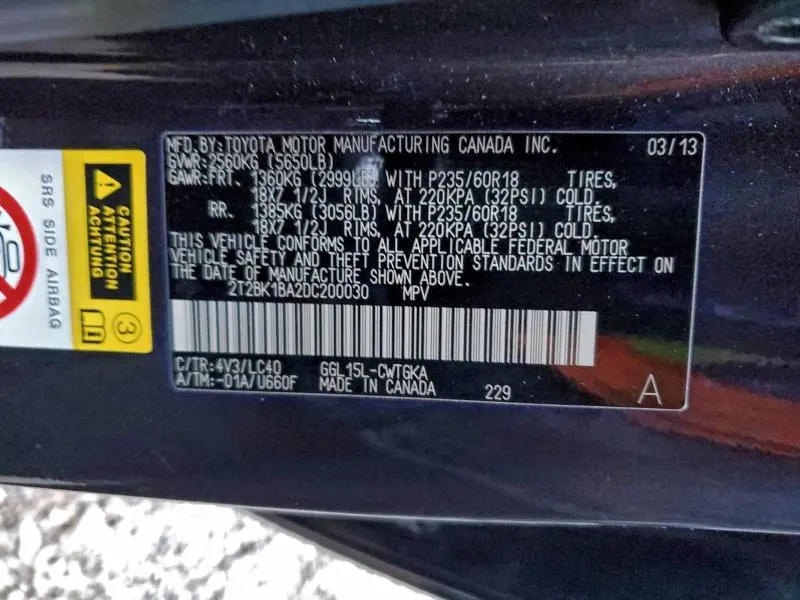 MFD.BY:TOYOTA MOTOR MANUFACTURING CANADA INC. 03/13
GVWR:2560KG (5650LB)
GAWR:FRT. 1360KG (2999LB) WITH P235/60R18 TIRES,
18X7 1/2J RIMS, AT 220KPA (32PSI) COLD.
RR. 1385KG (3056LB) WITH P235/60R18 TIRES,
18X7 1/2J RIMS, AT 220KPA (32PSI) COLD.
THIS VEHICLE CONFORMS TO ALL APPLICABLE FEDERAL MOTOR
VEHICLE SAFETY AND THEFT PREVENTION STANDARDS IN EFFECT ON
THE DATE OF MANUFACTURE SHOWN ABOVE.
2T2BK1BA2DC200030 MPV
C/TR:4V3/LC40 GGL15L-CWTGKA
A/TM:-01A/U660F MADE IN CANADA 229 A
SRS SIDE AIRBAG
CAUTION
ATTENTION
ACHTUNG
3